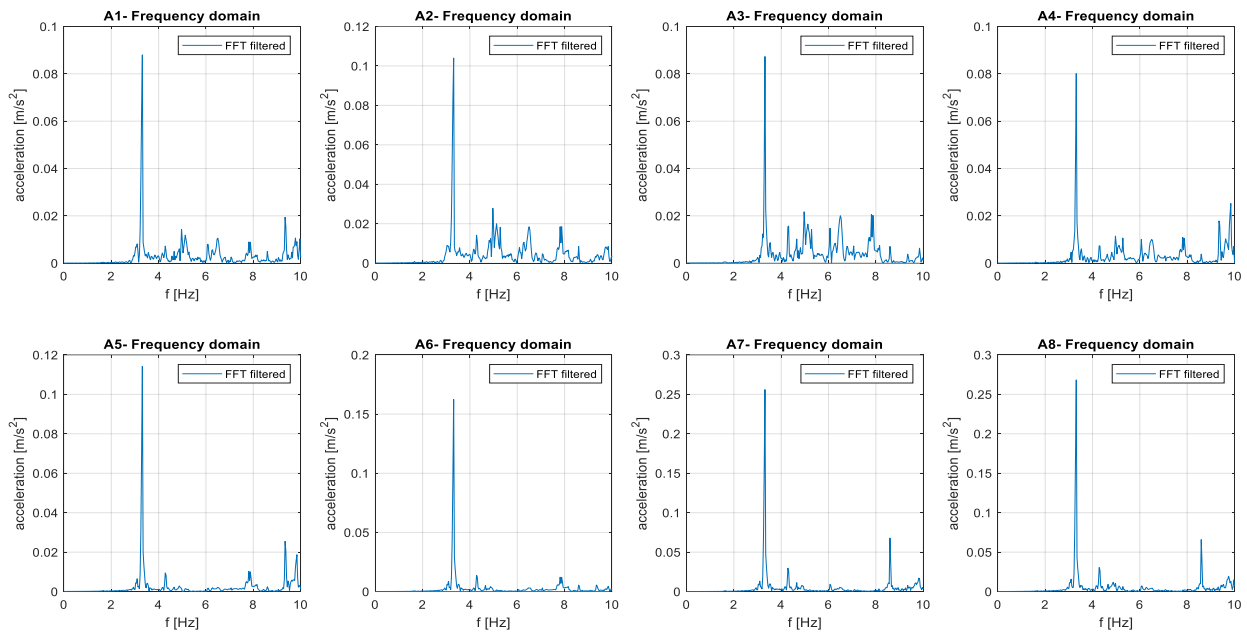 A1- Frequency domain
A2- Frequency domain
A3- Frequency domain
A4- Frequency domain
FFT filtered
FFT filtered
FFT filtered
FFT filtered
acceleration [m/s²]
0.1
0.08
0.06
0.04
0.02
0
0 2 4 6 8 10
f [Hz]
acceleration [m/s²]
0.12
0.1
0.08
0.06
0.04
0.02
0
0 2 4 6 8 10
f [Hz]
acceleration [m/s²]
0.1
0.08
0.06
0.04
0.02
0
0 2 4 6 8 10
f [Hz]
acceleration [m/s²]
0.1
0.08
0.06
0.04
0.02
0
0 2 4 6 8 10
f [Hz]
A5- Frequency domain
A6- Frequency domain
A7- Frequency domain
A8- Frequency domain
FFT filtered
FFT filtered
FFT filtered
FFT filtered
acceleration [m/s²]
0.12
0.1
0.08
0.06
0.04
0.02
0
0 2 4 6 8 10
f [Hz]
acceleration [m/s²]
0.2
0.15
0.1
0.05
0
0 2 4 6 8 10
f [Hz]
acceleration [m/s²]
0.3
0.25
0.2
0.15
0.1
0.05
0
0 2 4 6 8 10
f [Hz]
acceleration [m/s²]
0.3
0.25
0.2
0.15
0.1
0.05
0
0 2 4 6 8 10
f [Hz]